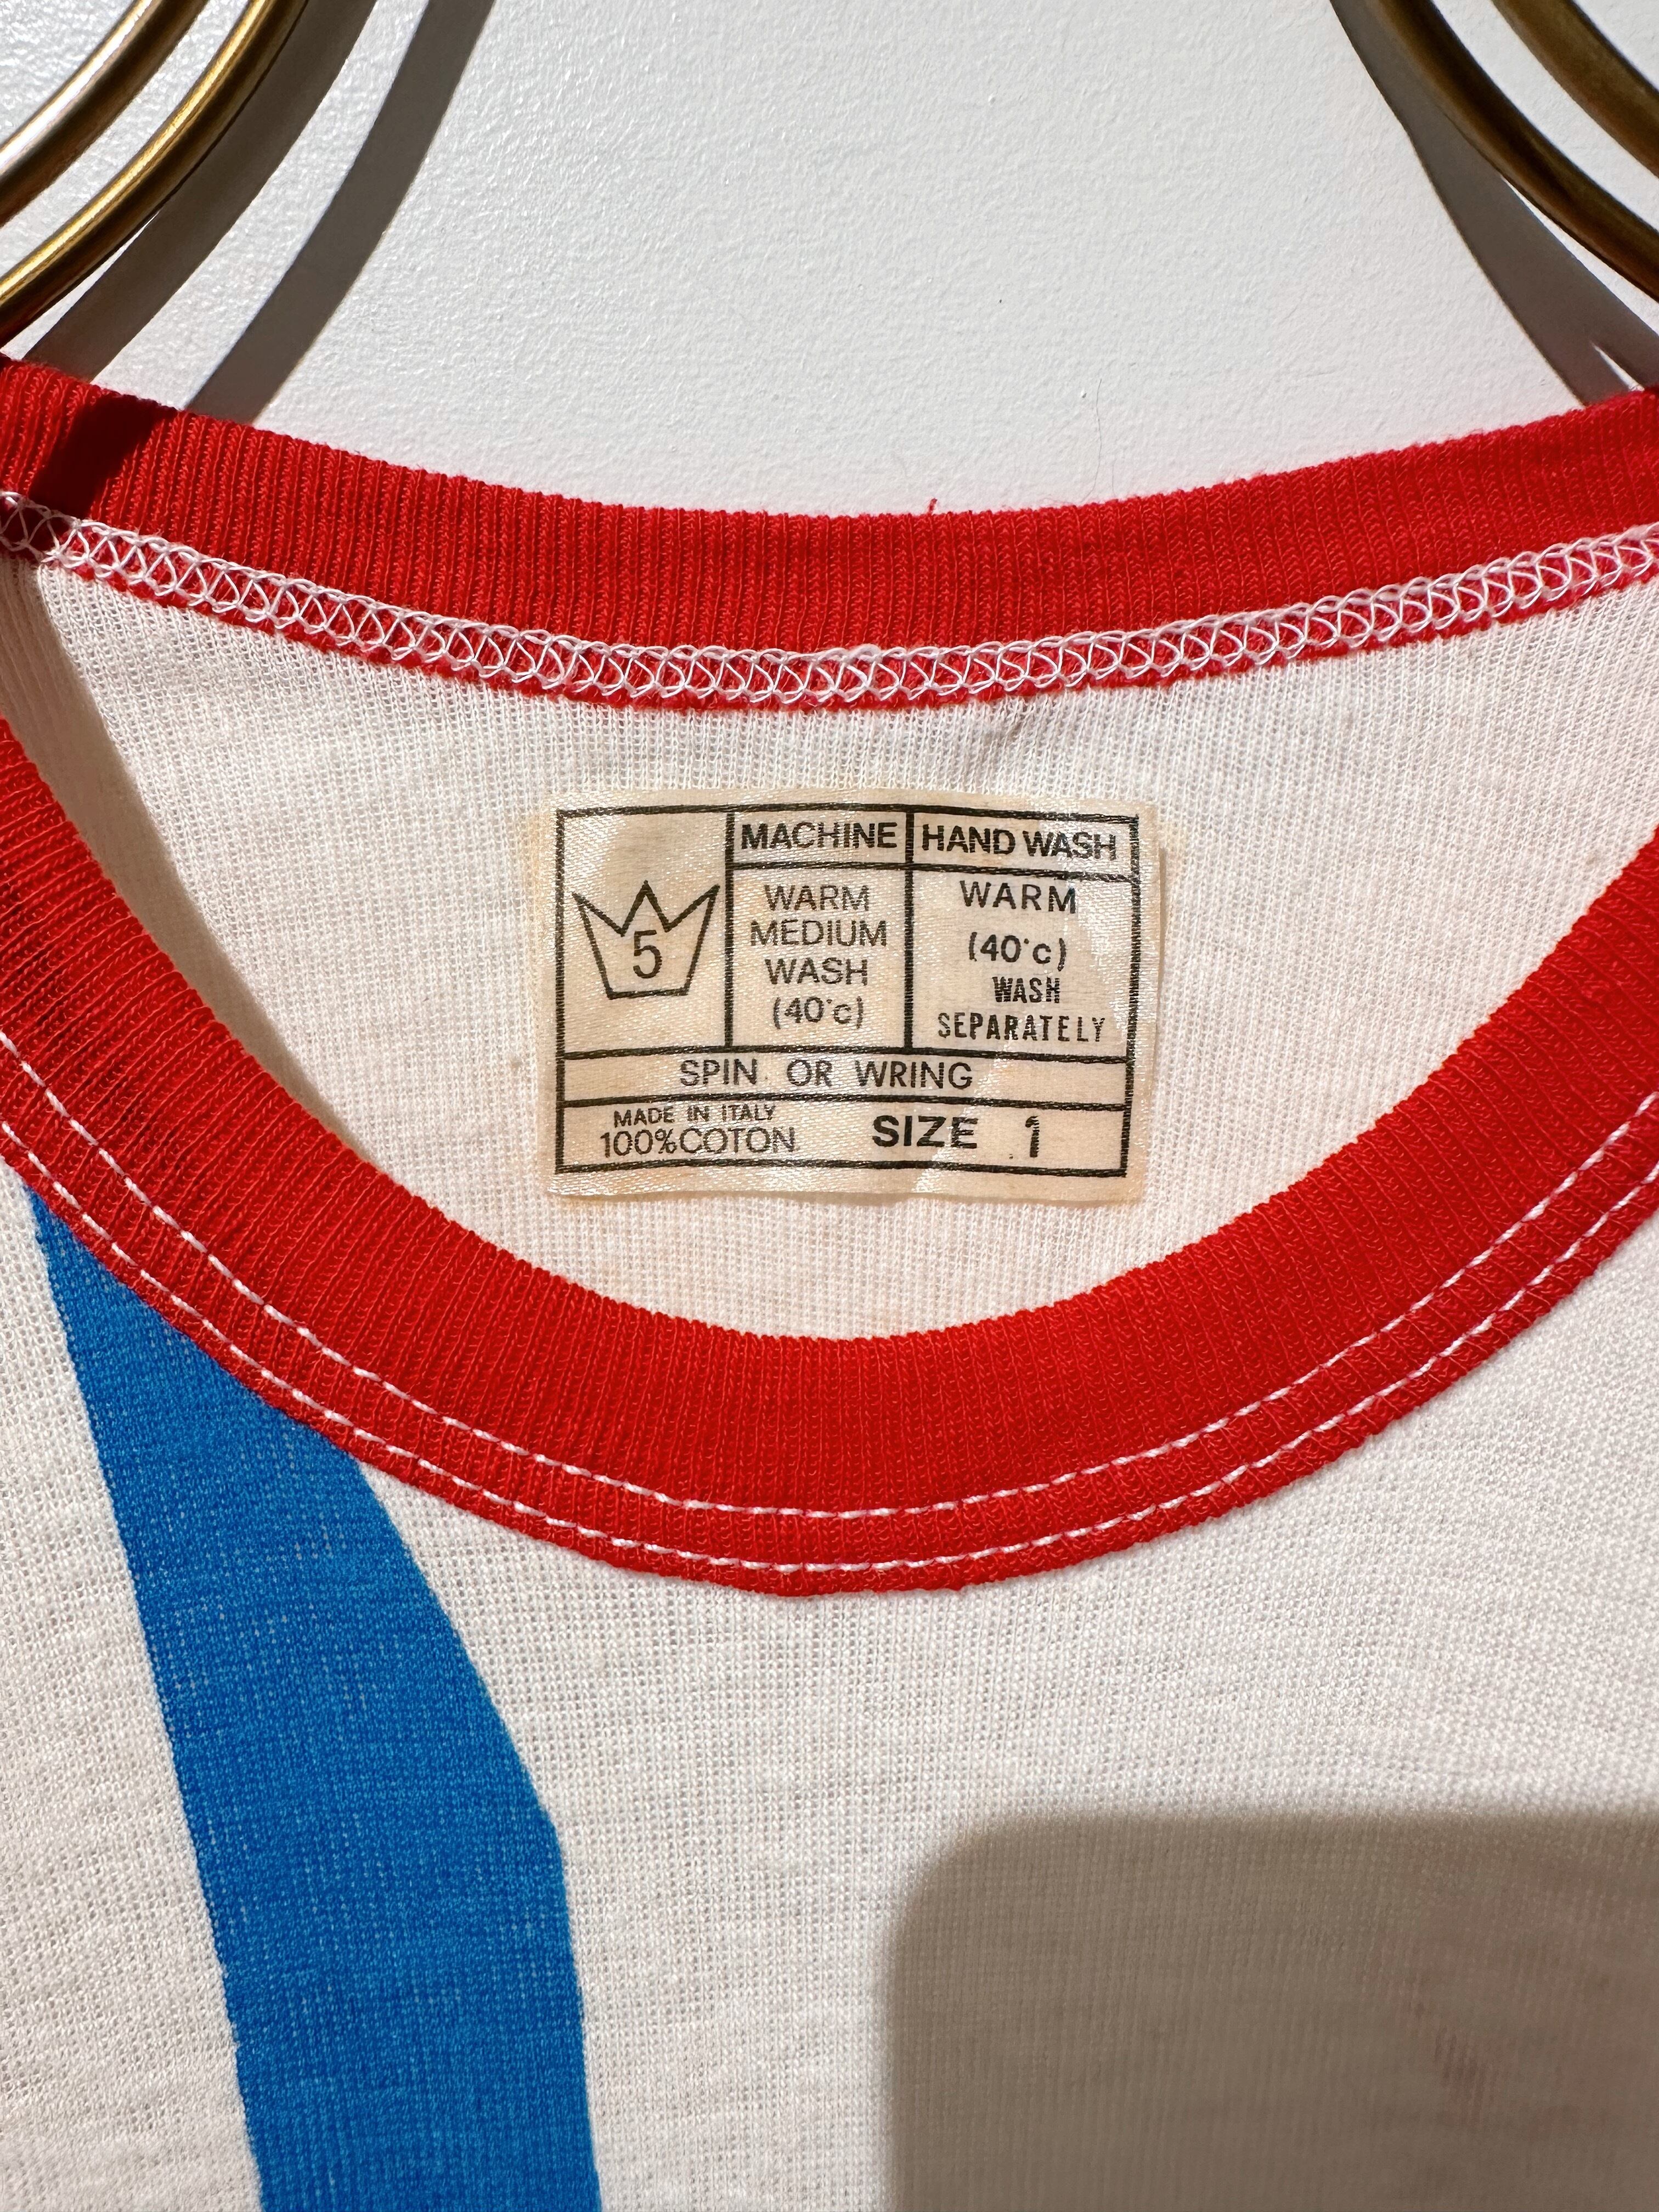 5
MACHINE
WARM
MEDIUM
WASH
(40°c)
HAND WASH
WARM
(40°c)
WASH
SEPARATELY
SPIN OR WRING
MADE IN ITALY
100%COTON
SIZE 1